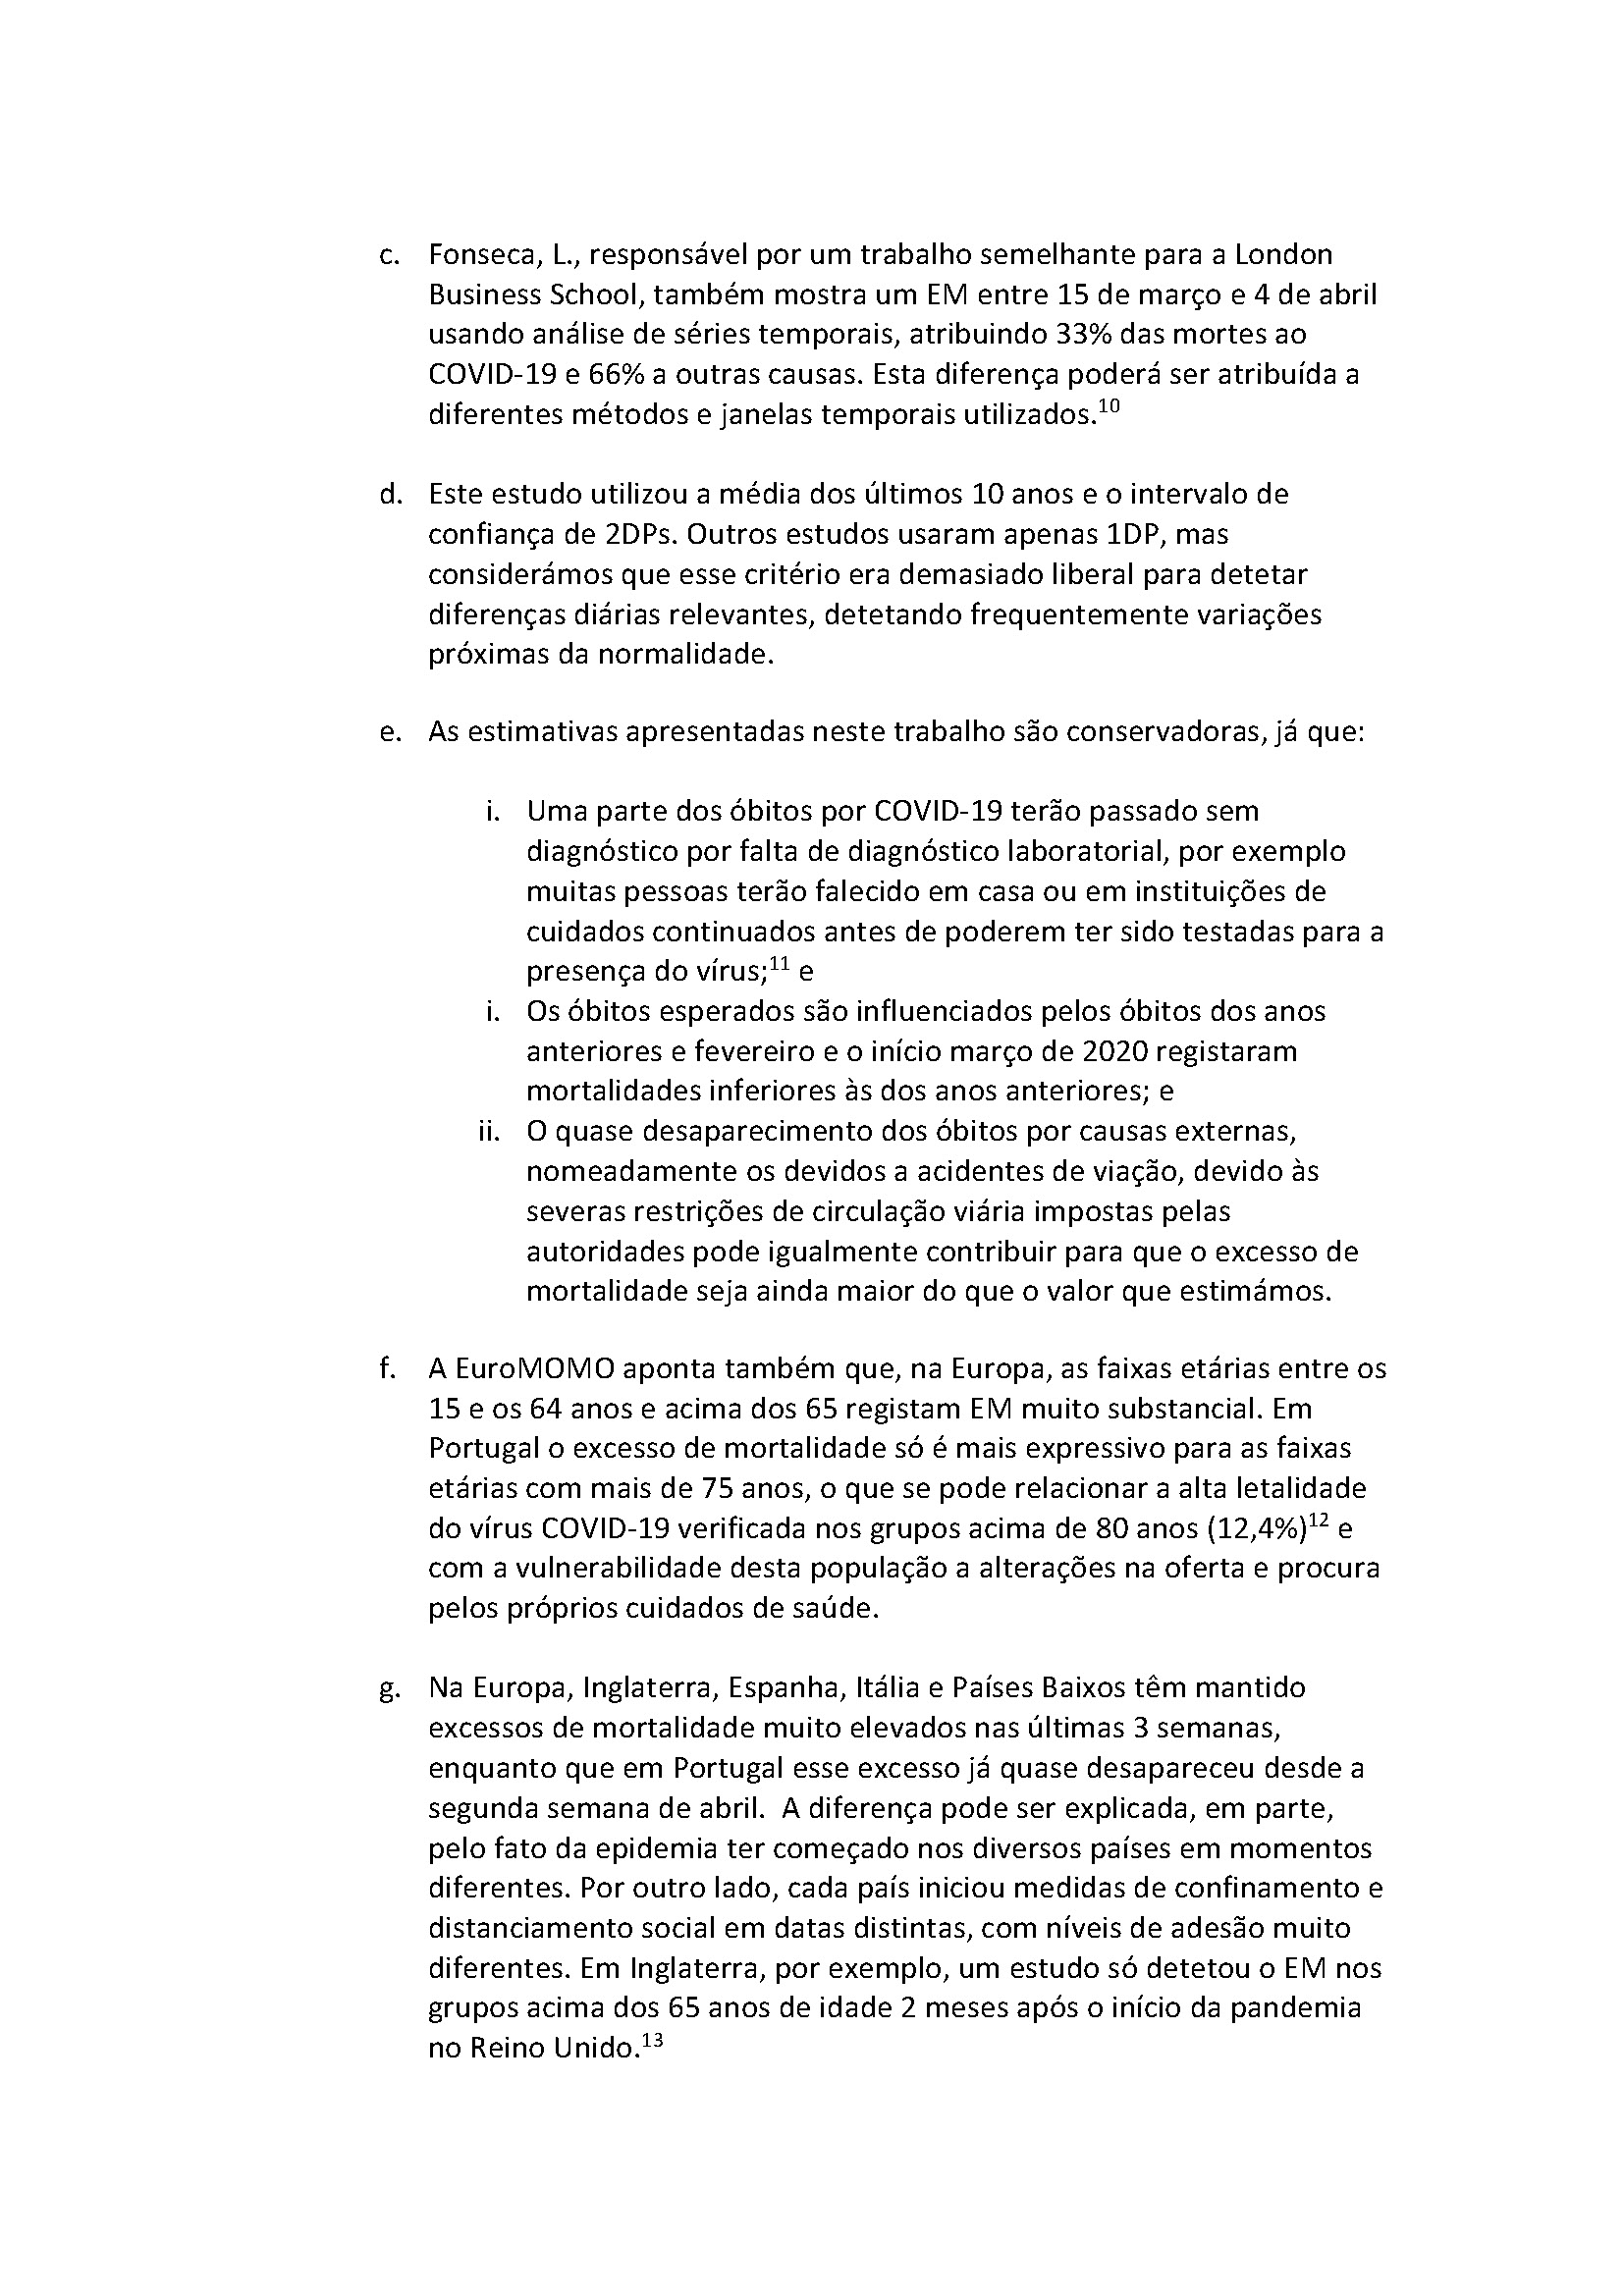 c. Fonseca, L., responsável por um trabalho semelhante para a London
Business School, também mostra um EM entre 15 de março e 4 de abril
usando análise de séries temporais, atribuindo 33% das mortes ao
COVID-19 e 66% a outras causas. Esta diferença poderá ser atribuída a
diferentes métodos e janelas temporais utilizados.10
d. Este estudo utilizou a média dos últimos 10 anos e o intervalo de
confiança de 2DPs. Outros estudos usaram apenas 1DP, mas
considerámos que esse critério era demasiado liberal para detetar
diferenças diárias relevantes, detetando frequentemente variações
próximas da normalidade.
e. As estimativas apresentadas neste trabalho são conservadoras, já que:
i. Uma parte dos óbitos por COVID-19 terão passado sem
diagnóstico por falta de diagnóstico laboratorial, por exemplo
muitas pessoas terão falecido em casa ou em instituições de
cuidados continuados antes de poderem ter sido testadas para a
presença do vírus;11 e
i. Os óbitos esperados são influenciados pelos óbitos dos anos
anteriores e fevereiro e o início março de 2020 registaram
mortalidades inferiores às dos anos anteriores; e
ii. O quase desaparecimento dos óbitos por causas externas,
nomeadamente os devidos a acidentes de viação, devido às
severas restrições de circulação viária impostas pelas
autoridades pode igualmente contribuir para que o excesso de
mortalidade seja ainda maior do que o valor que estimámos.
f. A EuroMOMO aponta também que, na Europa, as faixas etárias entre os
15 e os 64 anos e acima dos 65 registam EM muito substancial. Em
Portugal o excesso de mortalidade só é mais expressivo para as faixas
etárias com mais de 75 anos, o que se pode relacionar a alta letalidade
do vírus COVID-19 verificada nos grupos acima de 80 anos (12,4%)12 e
com a vulnerabilidade desta população a alterações na oferta e procura
pelos próprios cuidados de saúde.
g. Na Europa, Inglaterra, Espanha, Itália e Países Baixos têm mantido
excessos de mortalidade muito elevados nas últimas 3 semanas,
enquanto que em Portugal esse excesso já quase desapareceu desde a
segunda semana de abril.  A diferença pode ser explicada, em parte,
pelo fato da epidemia ter começado nos diversos países em momentos
diferentes. Por outro lado, cada país iniciou medidas de confinamento e
distanciamento social em datas distintas, com níveis de adesão muito
diferentes. Em Inglaterra, por exemplo, um estudo só detetou o EM nos
grupos acima dos 65 anos de idade 2 meses após o início da pandemia
no Reino Unido.13